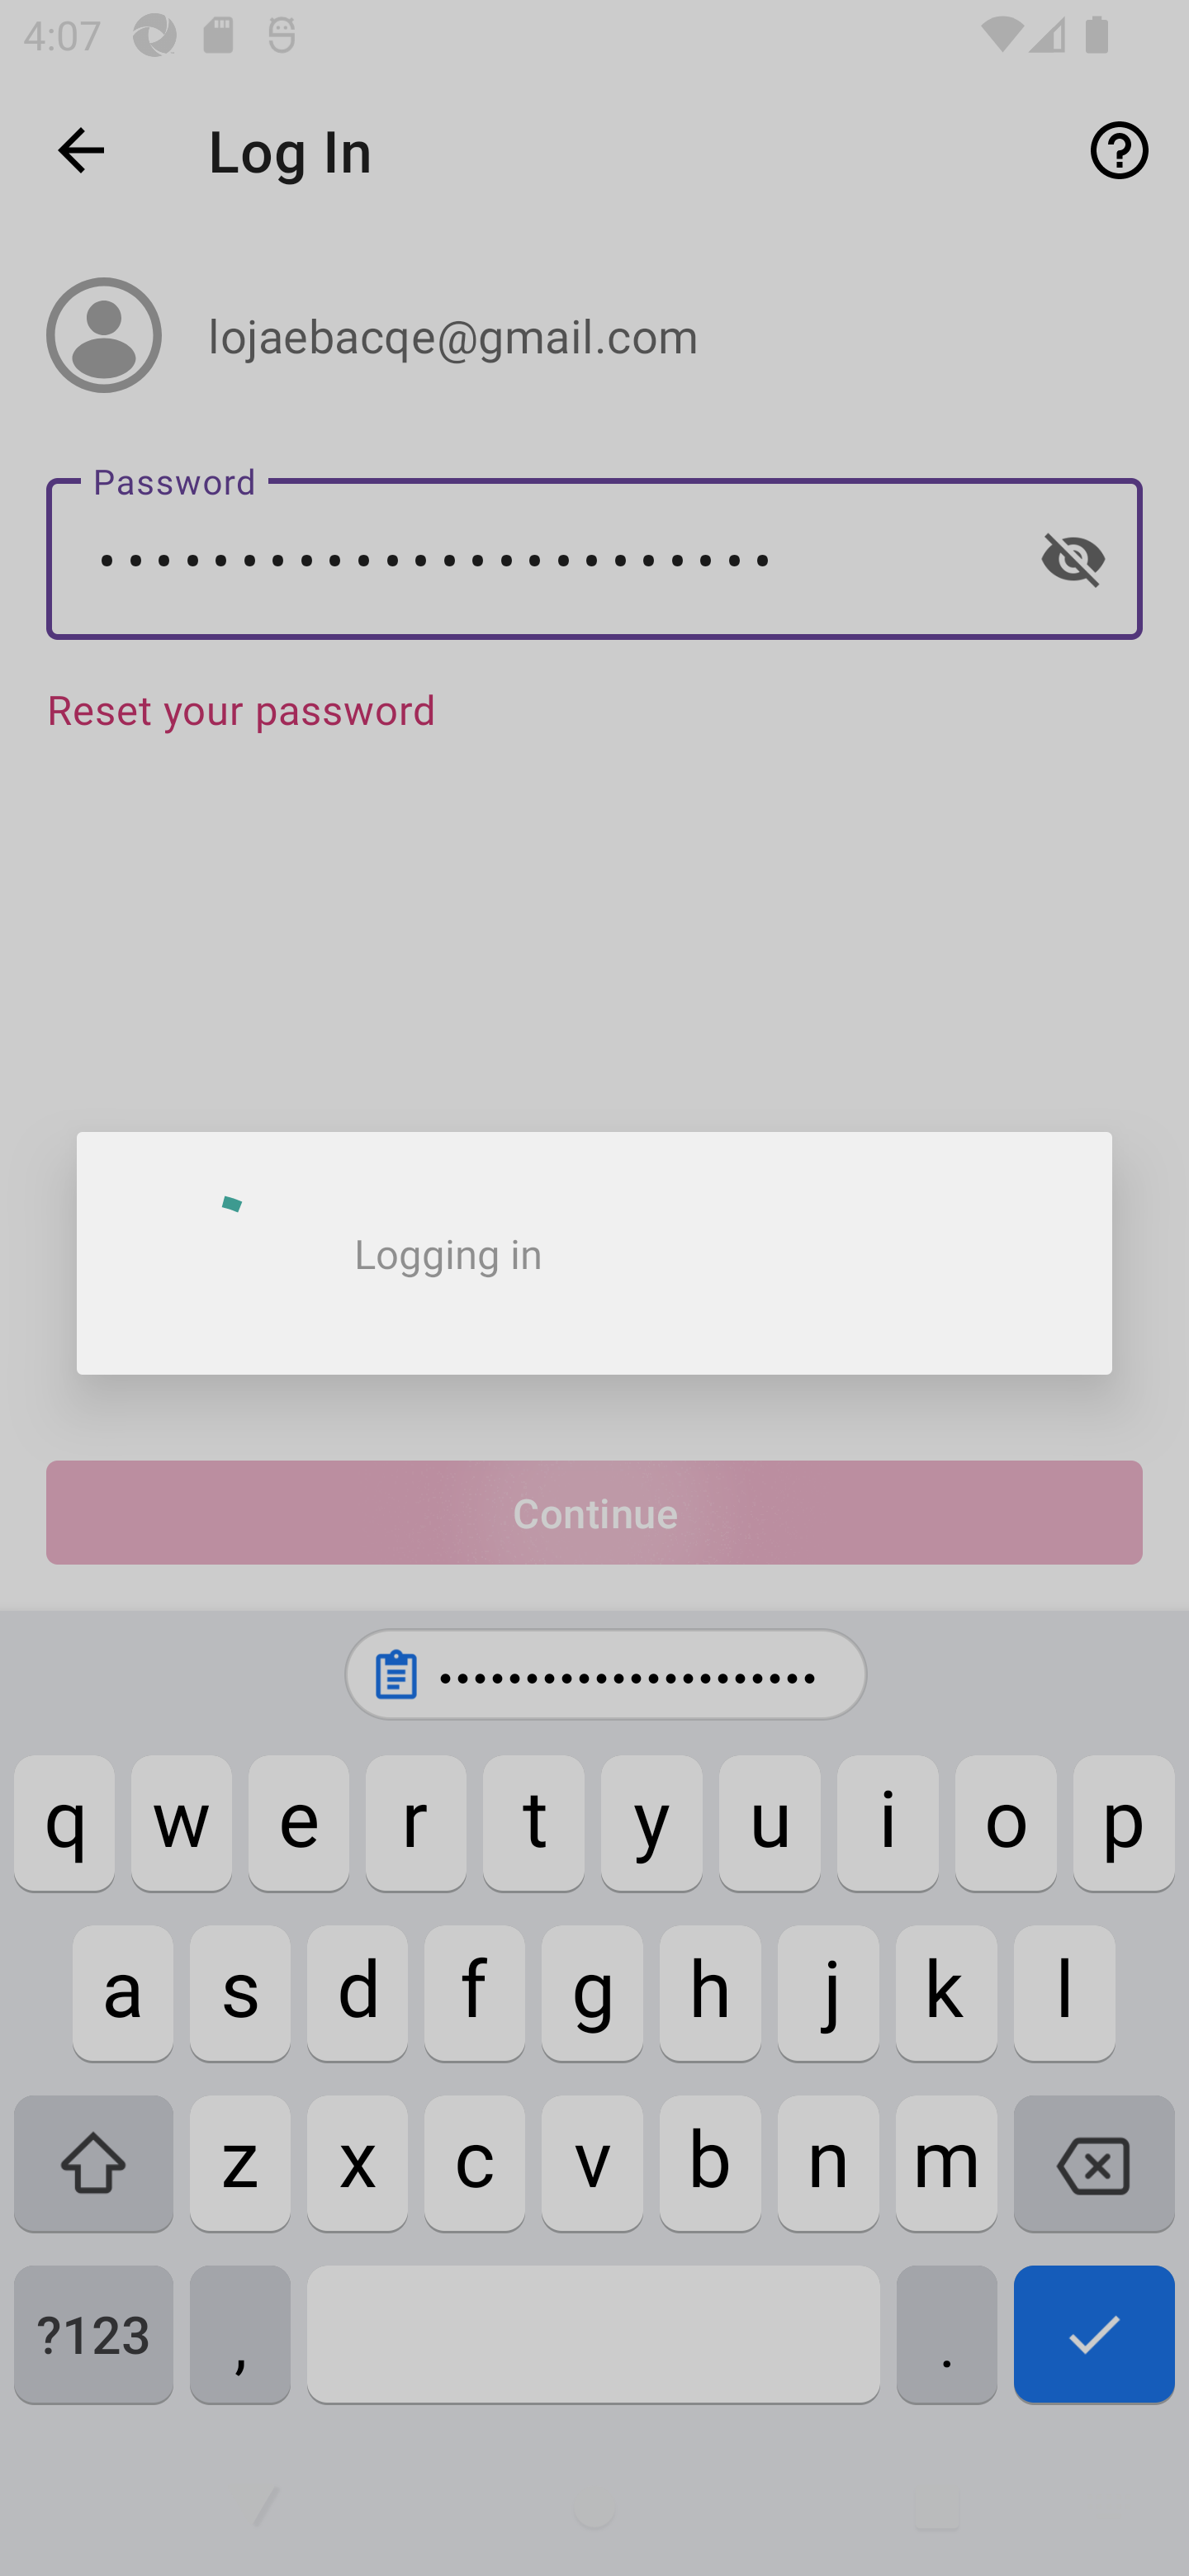 4:07
Log In
lojaebacqe@gmail.com
Password
••••••••••••••••••••••••
Reset your password
Logging in
Continue
••••••••••••••••••••••
q w e r t y u i o p
a s d f g h j k l
z x c v b n m
?123 , .